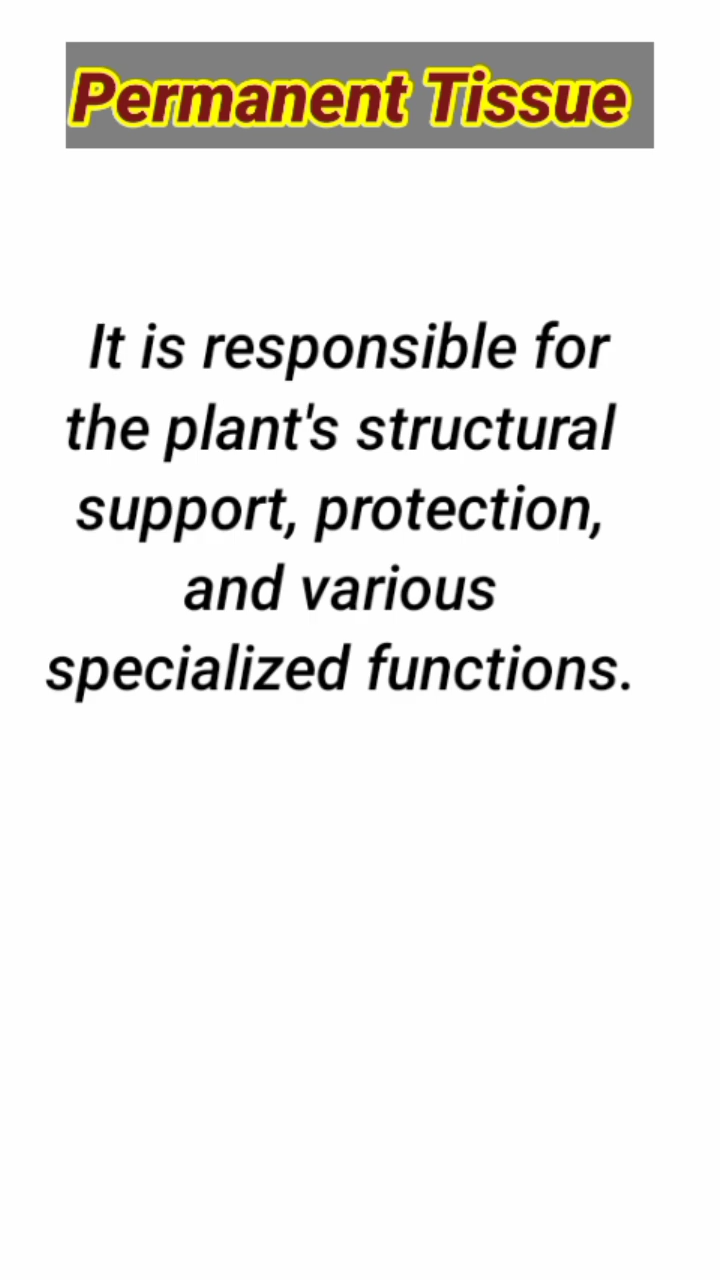 Permanent Tissue
It is responsible for
the plant's structural
support, protection,
and various
specialized functions.